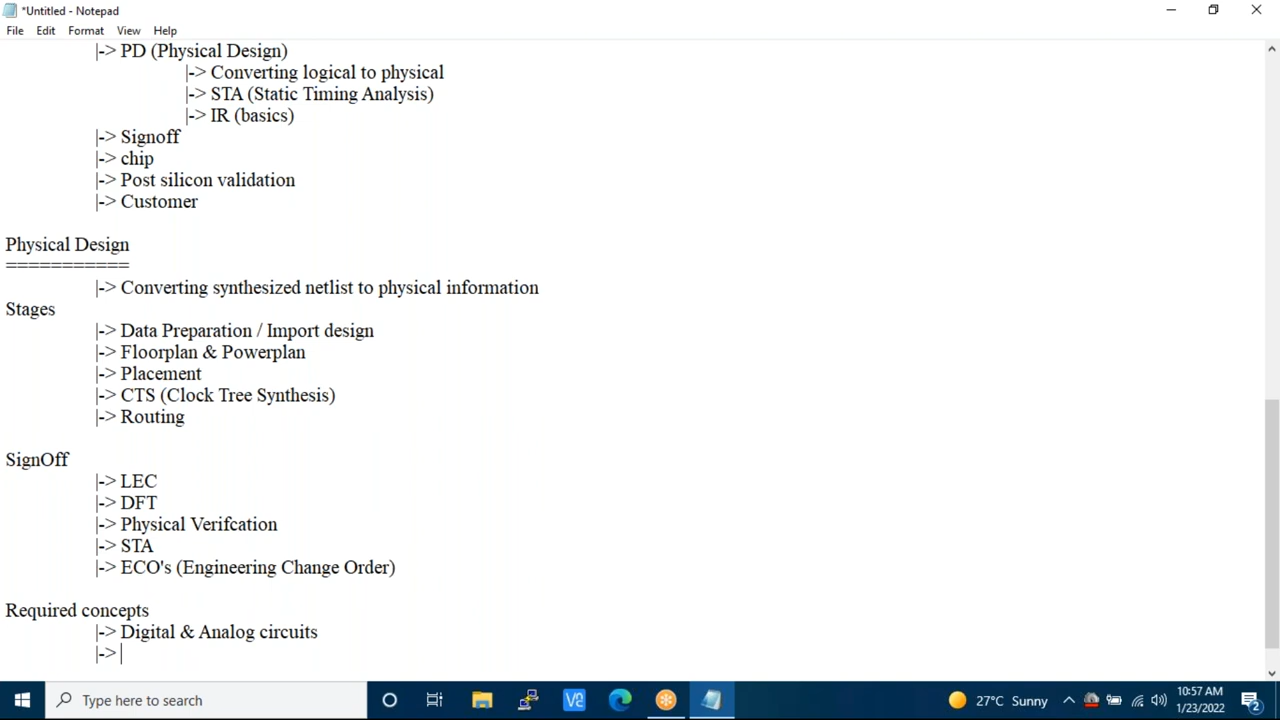 *Untitled - Notepad
File Edit Format View Help
|-> PD (Physical Design)
|-> Converting logical to physical
|-> STA (Static Timing Analysis)
|-> IR (basics)
|-> Signoff
|-> chip
|-> Post silicon validation
|-> Customer
Physical Design
===========
|-> Converting synthesized netlist to physical information
Stages
|-> Data Preparation / Import design
|-> Floorplan & Powerplan
|-> Placement
|-> CTS (Clock Tree Synthesis)
|-> Routing
SignOff
|-> LEC
|-> DFT
|-> Physical Verifcation
|-> STA
|-> ECO's (Engineering Change Order)
Required concepts
|-> Digital & Analog circuits
|->
Type here to search
27°C Sunny
10:57 AM
1/23/2022
2